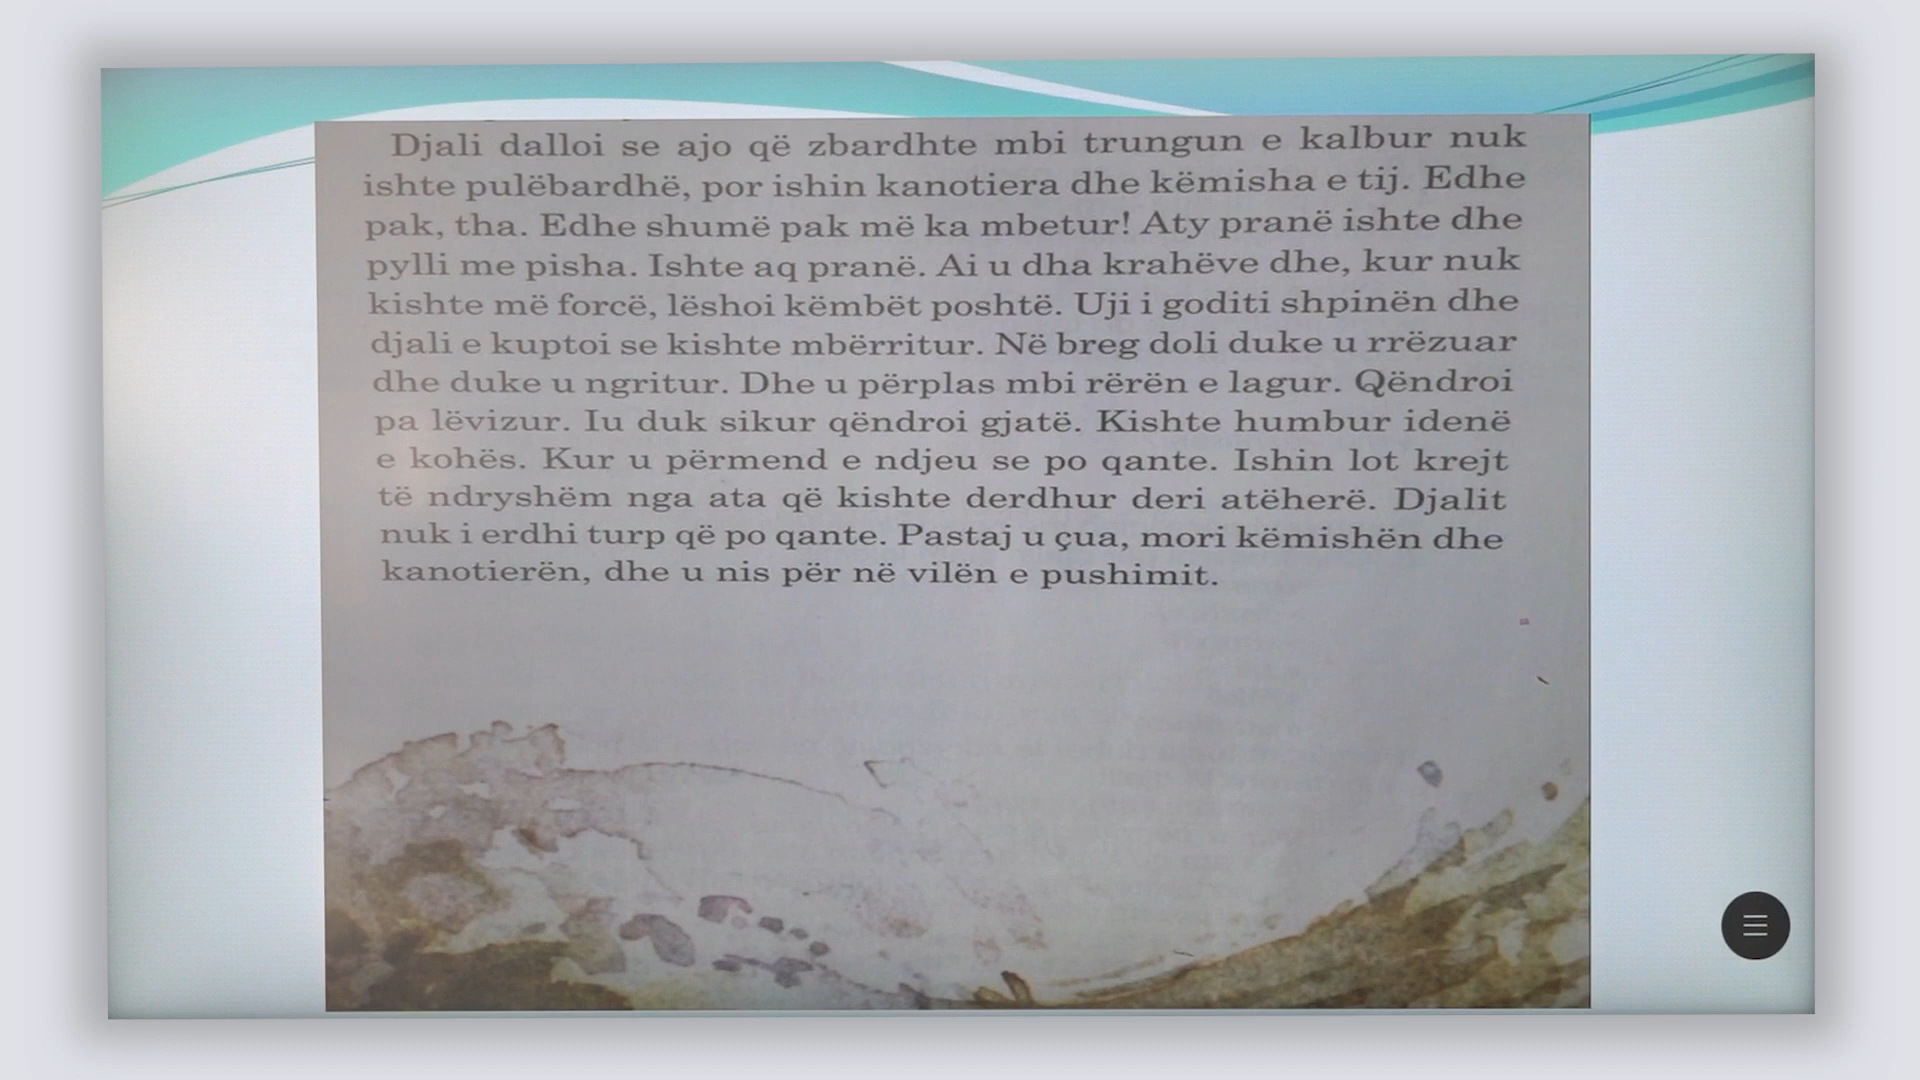 Djali dalloi se ajo që zbardhte mbi trungun e kalbur nuk
ishte pulëbardhë, por ishin kanotiera dhe këmisha e tij. Edhe
pak, tha. Edhe shumë pak më ka mbetur! Aty pranë ishte dhe
pylli me pisha. Ishte aq pranë. Ai u dha krahëve dhe, kur nuk
kishte më forcë, lëshoi këmbët poshtë. Uji i goditi shpinën dhe
djali e kuptoi se kishte mbërritur. Në breg doli duke u rrëzuar
dhe duke u ngritur. Dhe u përplas mbi rërën e lagur. Qëndroi
pa lëvizur. Iu duk sikur qëndroi gjatë. Kishte humbur idenë
e kohës. Kur u përmend e ndjeu se po qante. Ishin lot krejt
të ndryshëm nga ata që kishte derdhur deri atëherë. Djalit
nuk i erdhi turp që po qante. Pastaj u çua, mori këmishën dhe
kanotierën, dhe u nis për në vilën e pushimit.